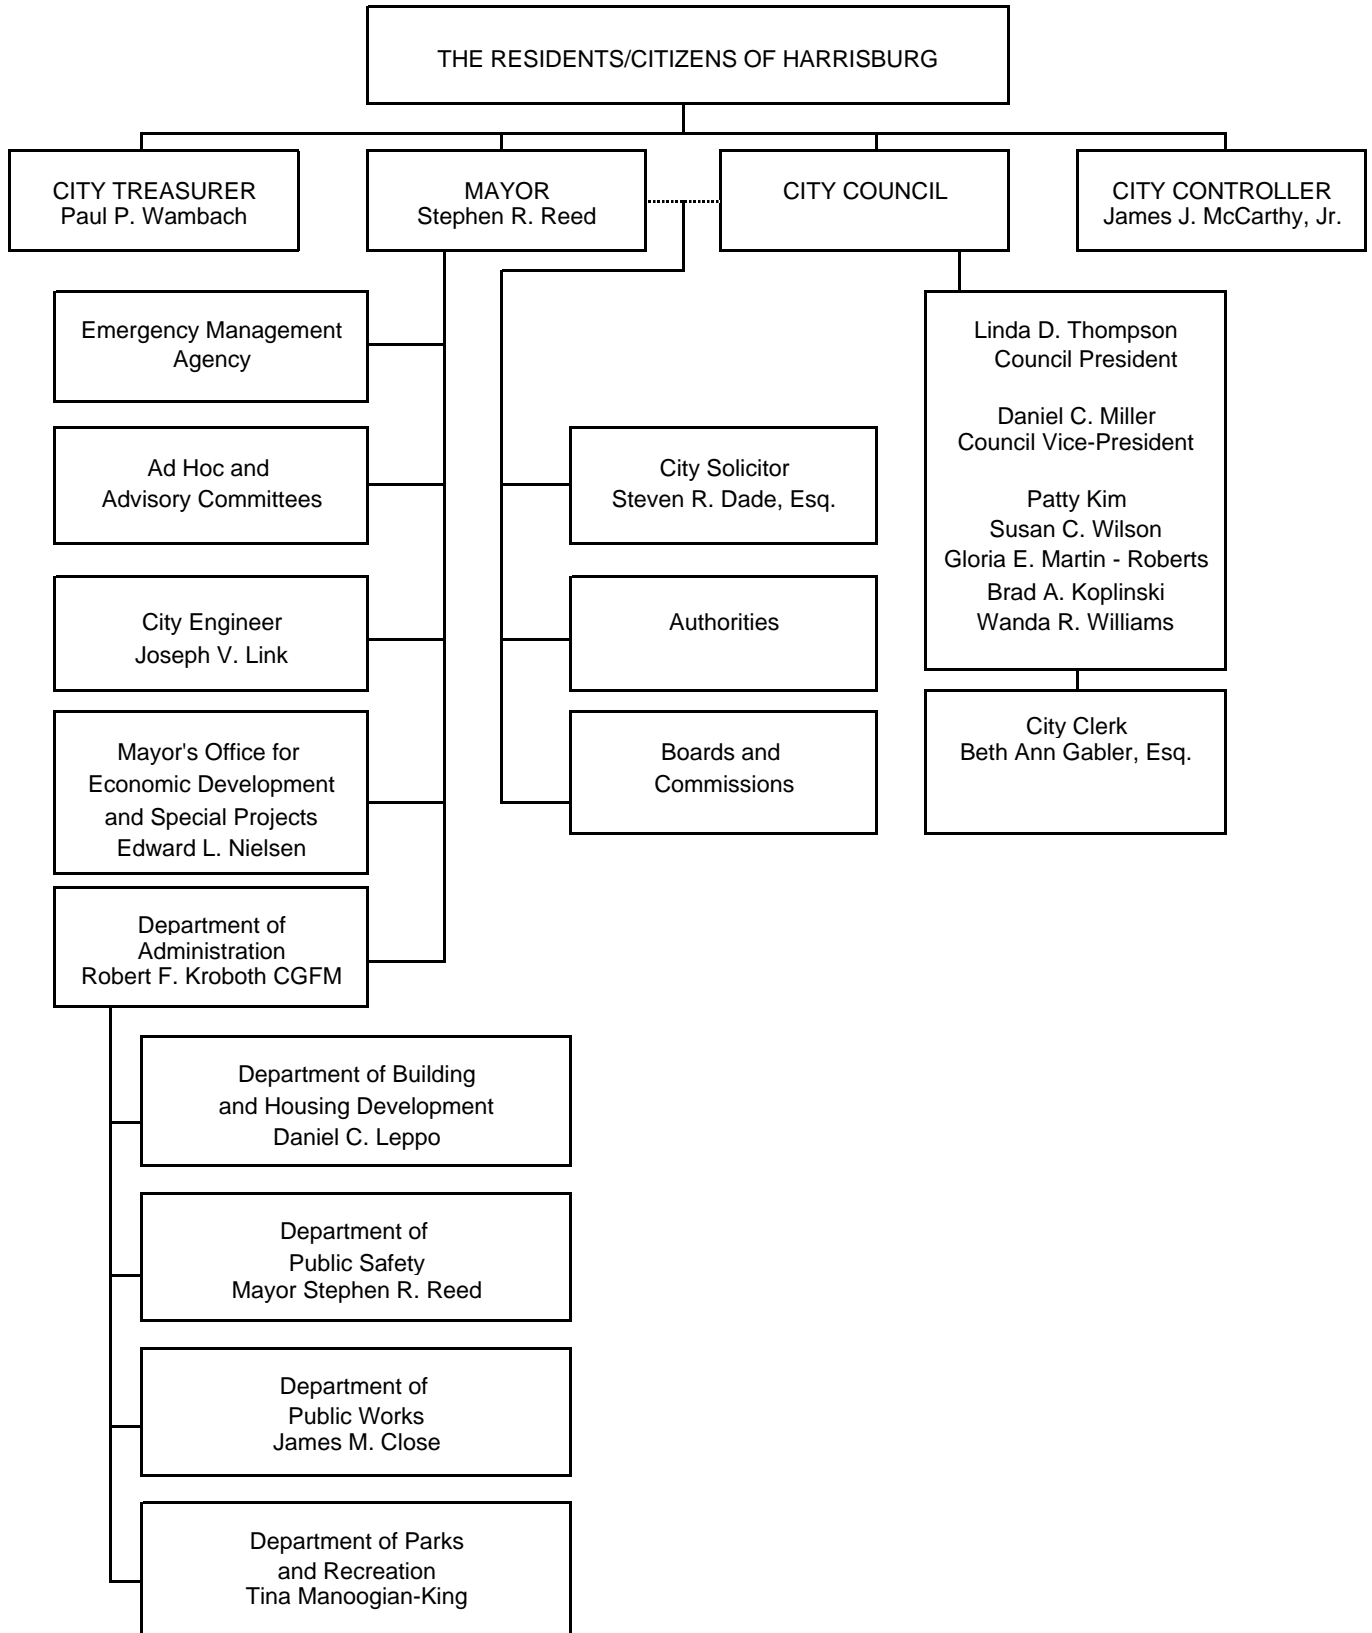 THE RESIDENTS/CITIZENS OF HARRISBURG
CITY TREASURER
Paul P. Wambach
MAYOR
Stephen R. Reed
CITY COUNCIL
CITY CONTROLLER
James J. McCarthy, Jr.
Emergency Management
Agency
Ad Hoc and
Advisory Committees
City Engineer
Joseph V. Link
Mayor's Office for
Economic Development
and Special Projects
Edward L. Nielsen
Department of
Administration
Robert F. Kroboth CGFM
City Solicitor
Steven R. Dade, Esq.
Authorities
Boards and
Commissions
Linda D. Thompson
Council President
Daniel C. Miller
Council Vice-President
Patty Kim
Susan C. Wilson
Gloria E. Martin - Roberts
Brad A. Koplinski
Wanda R. Williams
City Clerk
Beth Ann Gabler, Esq.
Department of Building
and Housing Development
Daniel C. Leppo
Department of
Public Safety
Mayor Stephen R. Reed
Department of
Public Works
James M. Close
Department of Parks
and Recreation
Tina Manoogian-King